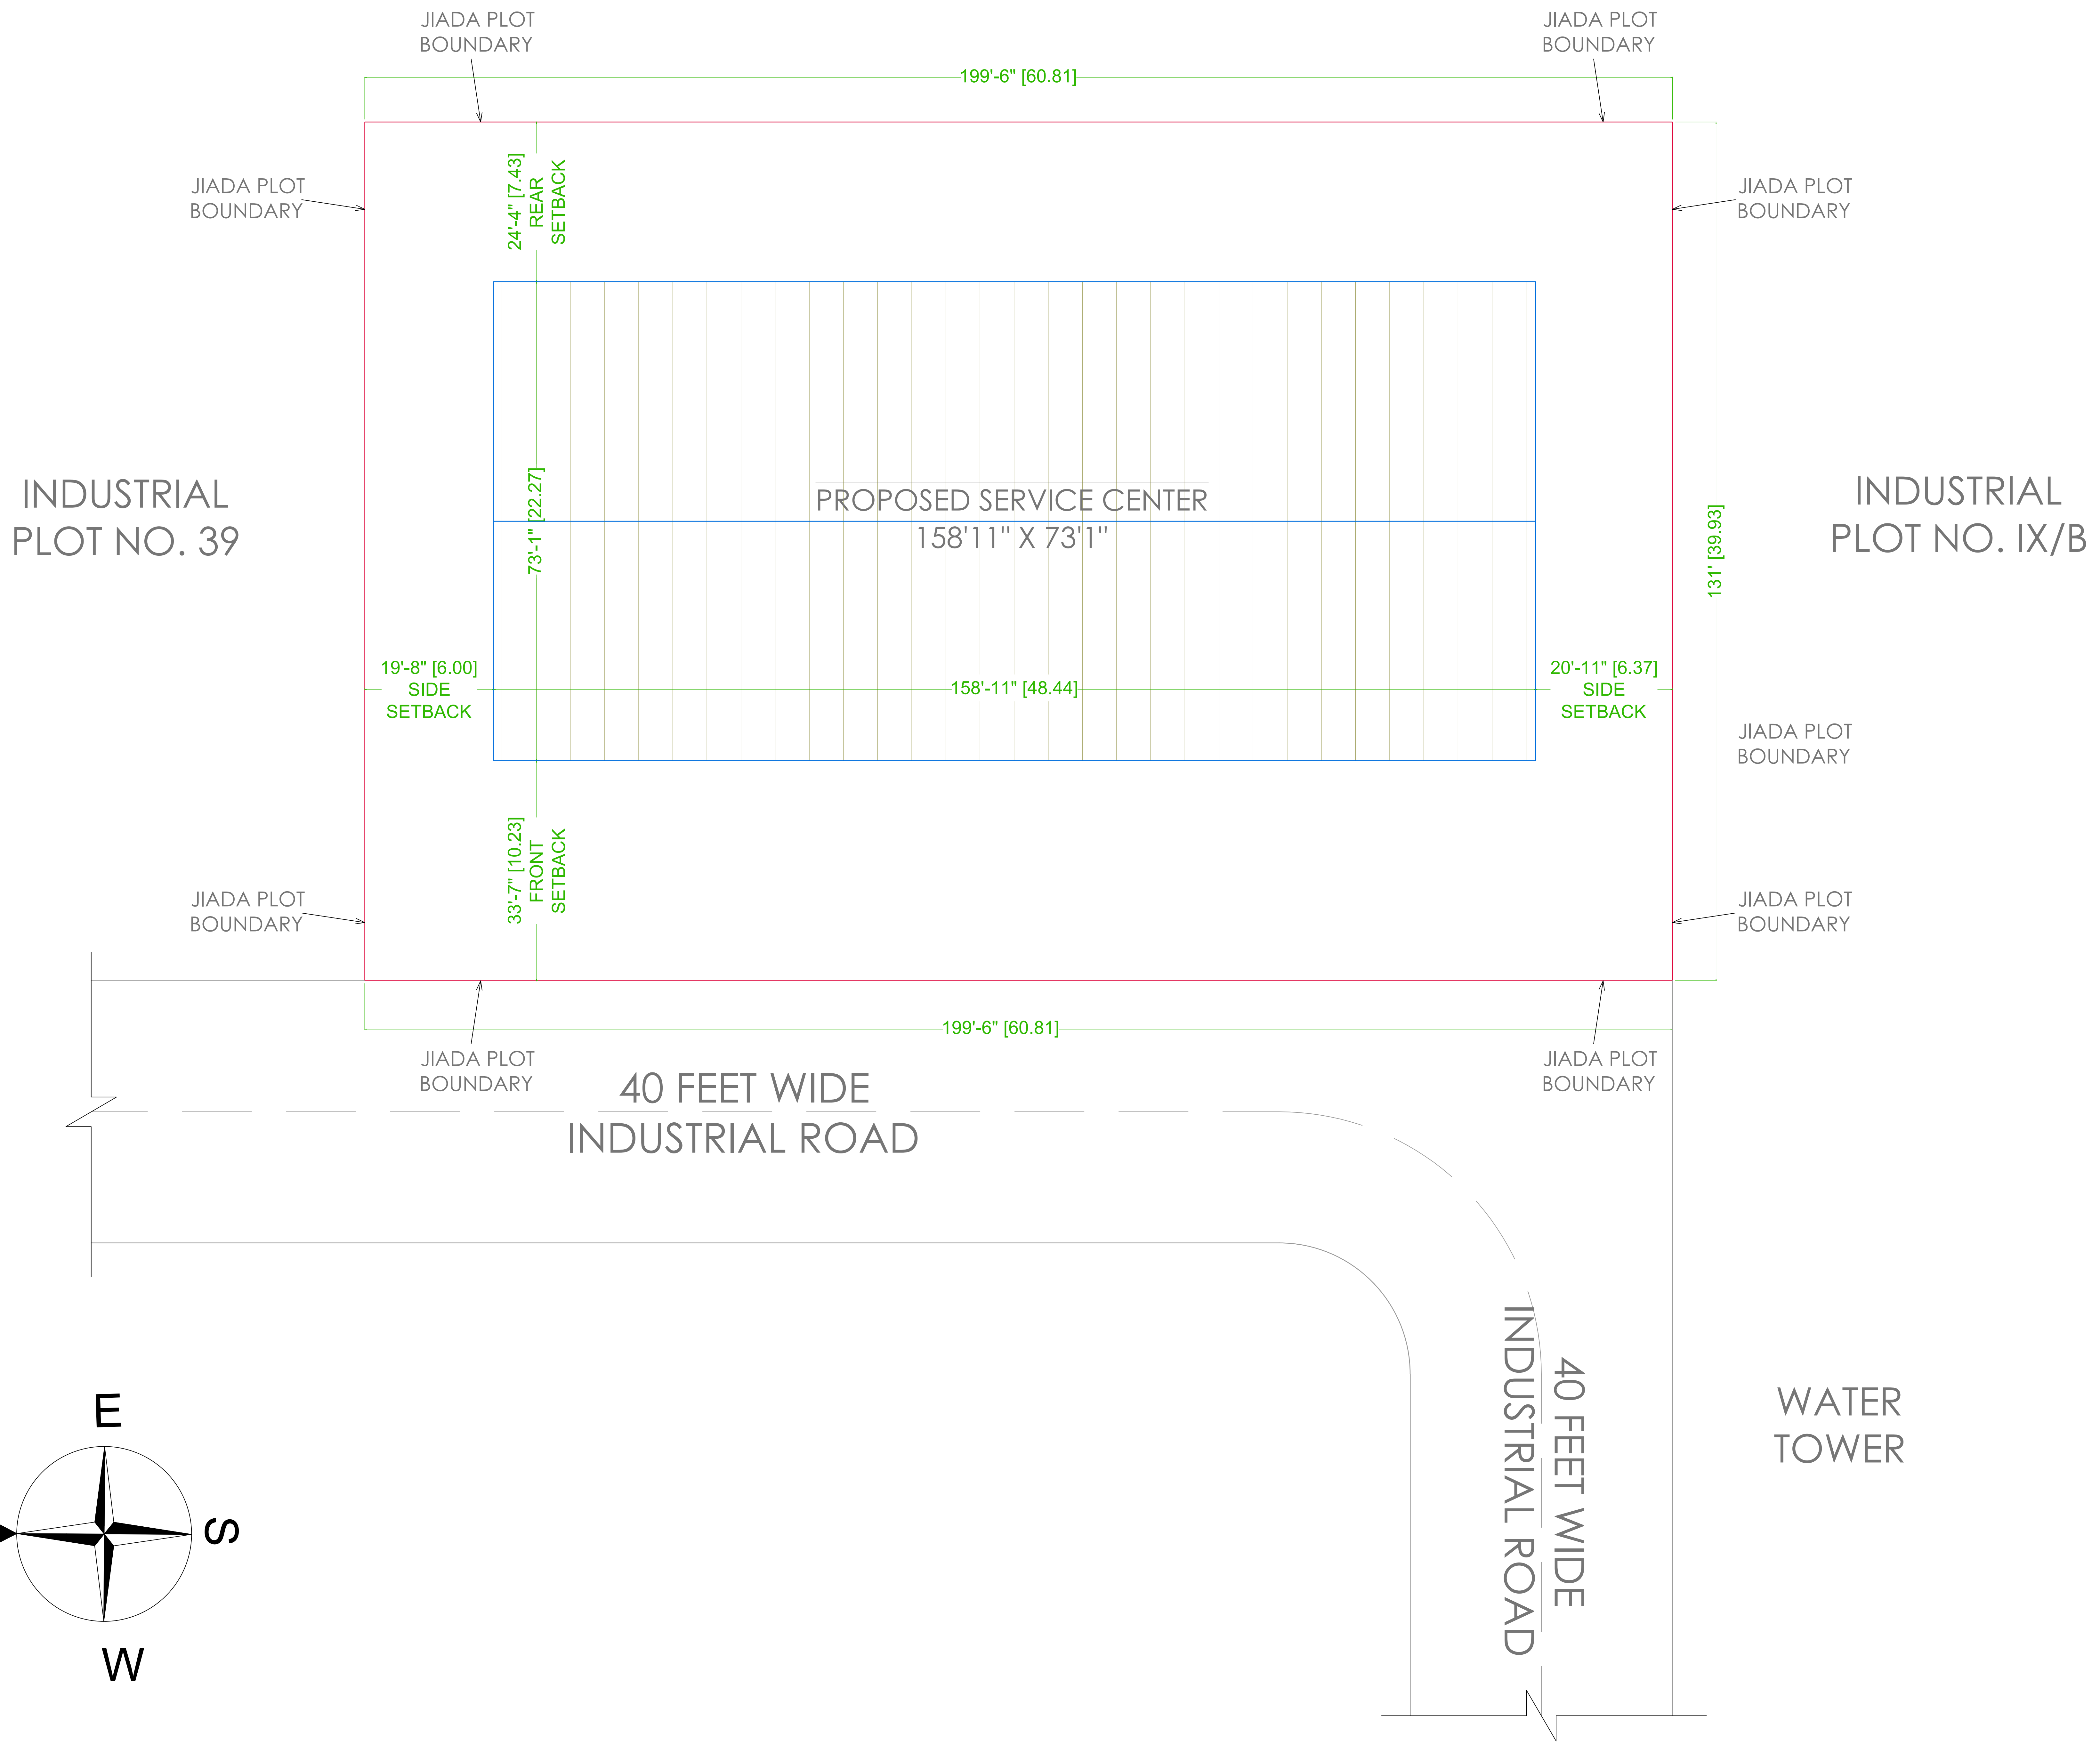 JIADA PLOT
BOUNDARY
JIADA PLOT
BOUNDARY
199'-6" [60.81]
JIADA PLOT
BOUNDARY
24'-4" [7.43]
REAR
SETBACK
JIADA PLOT
BOUNDARY
INDUSTRIAL
PLOT NO. 39
73'-1" [22.27]
PROPOSED SERVICE CENTER
158'11" X 73'1"
131' [39.93]
INDUSTRIAL
PLOT NO. IX/B
19'-8" [6.00]
SIDE
SETBACK
158'-11" [48.44]
20'-11" [6.37]
SIDE
SETBACK
JIADA PLOT
BOUNDARY
33'-7" [10.23]
FRONT
SETBACK
JIADA PLOT
BOUNDARY
JIADA PLOT
BOUNDARY
199'-6" [60.81]
JIADA PLOT
BOUNDARY
JIADA PLOT
BOUNDARY
40 FEET WIDE
INDUSTRIAL ROAD
40 FEET WIDE
INDUSTRIAL ROAD
WATER
TOWER
E
S
W